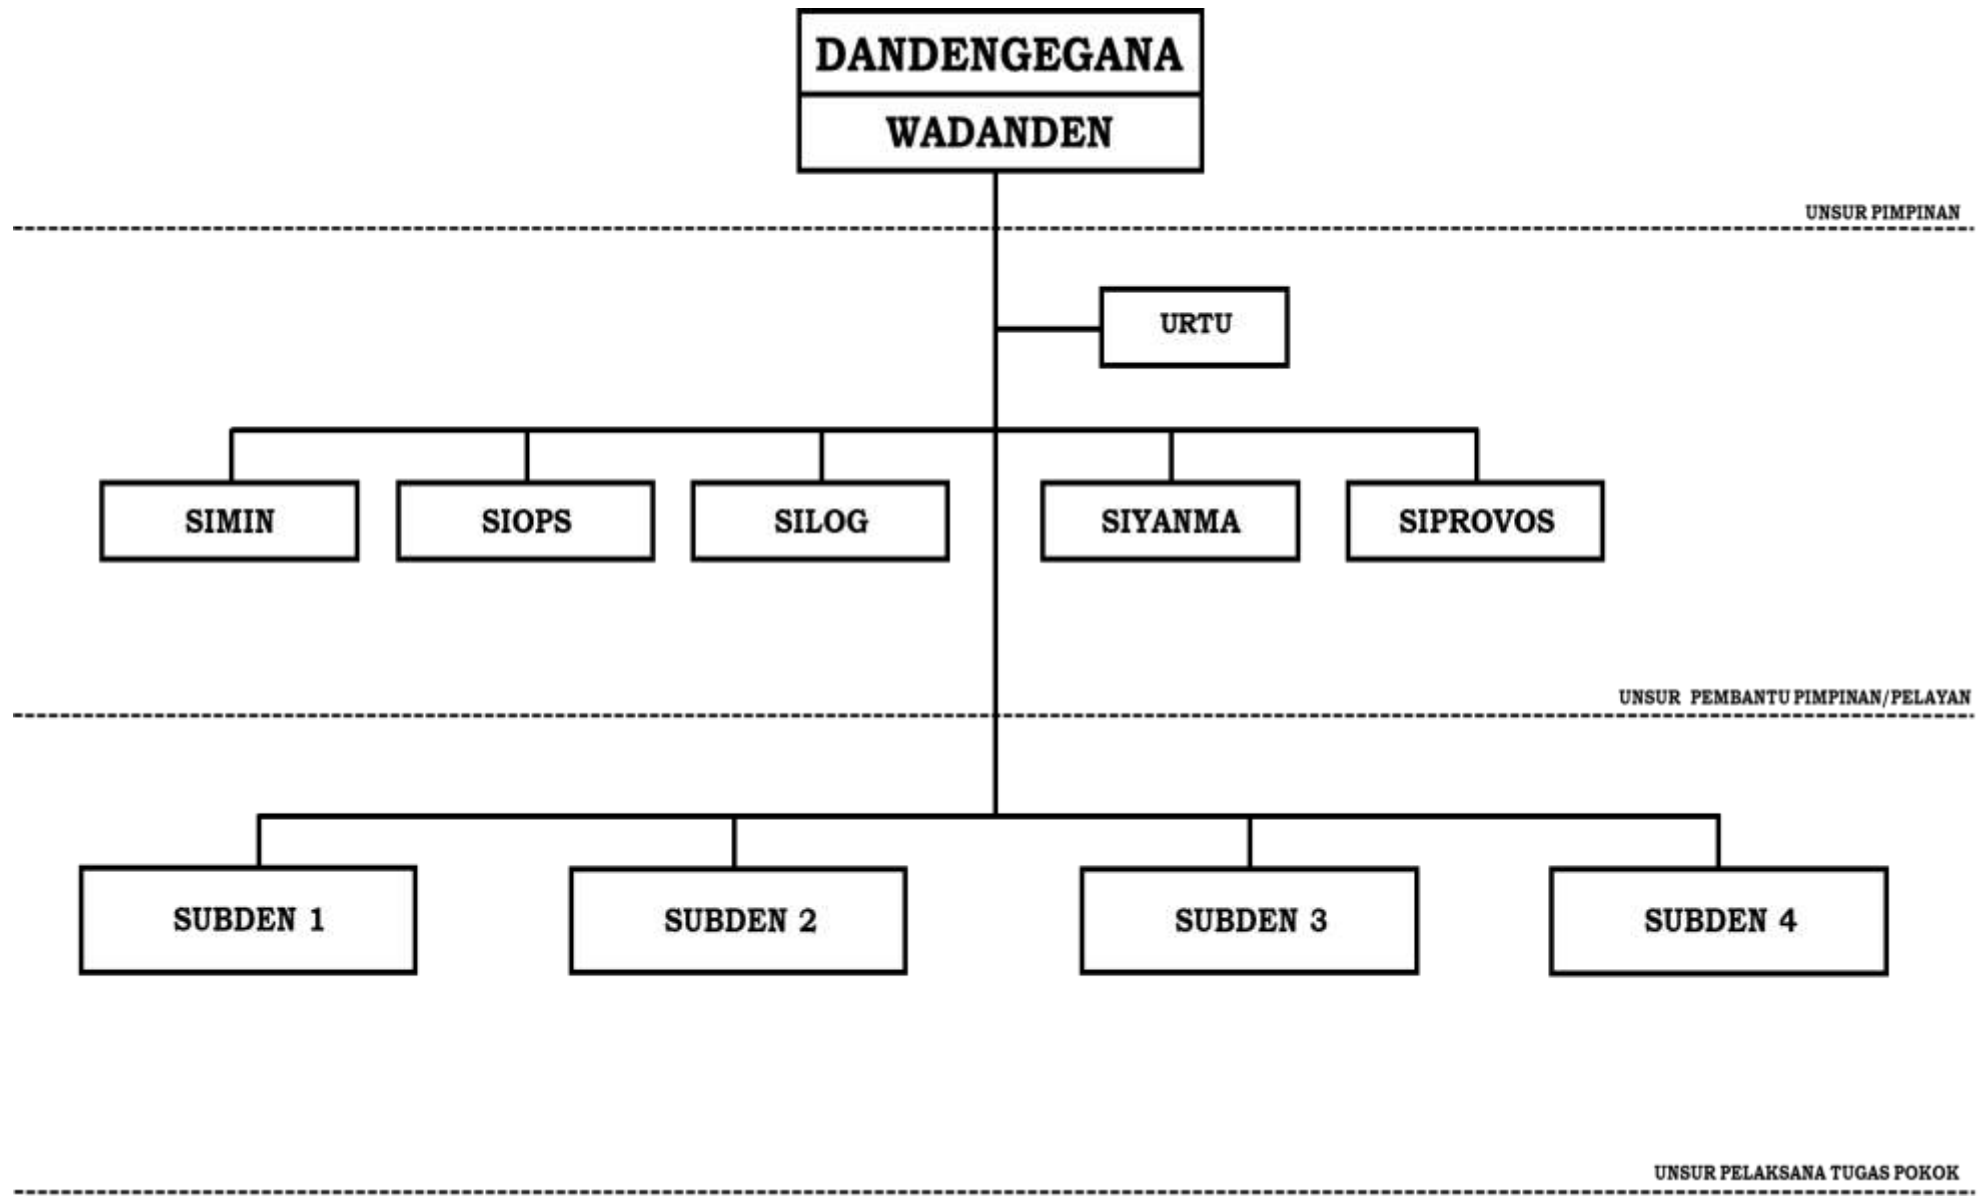 DANDENGEGANA
WADANDEN
UNSUR PIMPINAN
URTU
SIMIN
SIOPS
SILOG
SIYANMA
SIPROVOS
UNSUR PEMBANTU PIMPINAN/PELAYAN
SUBDEN 1
SUBDEN 2
SUBDEN 3
SUBDEN 4
UNSUR PELAKSANA TUGAS POKOK